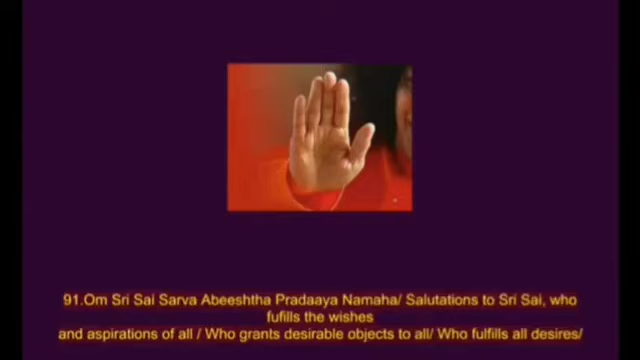 91.Om Sri Sai Sarva Abeeshtha Pradaaya Namaha/ Salutations to Sri Sai, who
fufills the wishes
and aspirations of all / Who grants desirable objects to all/ Who fulfills all desires/